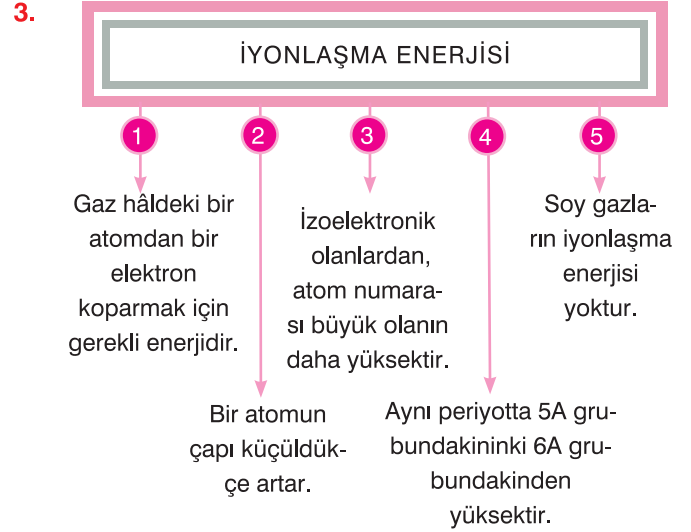 3.
İYONLAŞMA ENERJİSİ
1
2
3
4
5
Gaz hâldeki bir
atomdan bir
elektron
koparmak için
gerekli enerjidir.
Bir atomun
çapı küçüldük-
çe artar.
İzoelektronik
olanlardan,
atom numara-
sı büyük olanın
daha yüksektir.
Aynı periyotta 5A gru-
bundakininki 6A gru-
bundakinden
yüksektir.
Soy gazla-
rın iyonlaşma
enerjisi
yoktur.